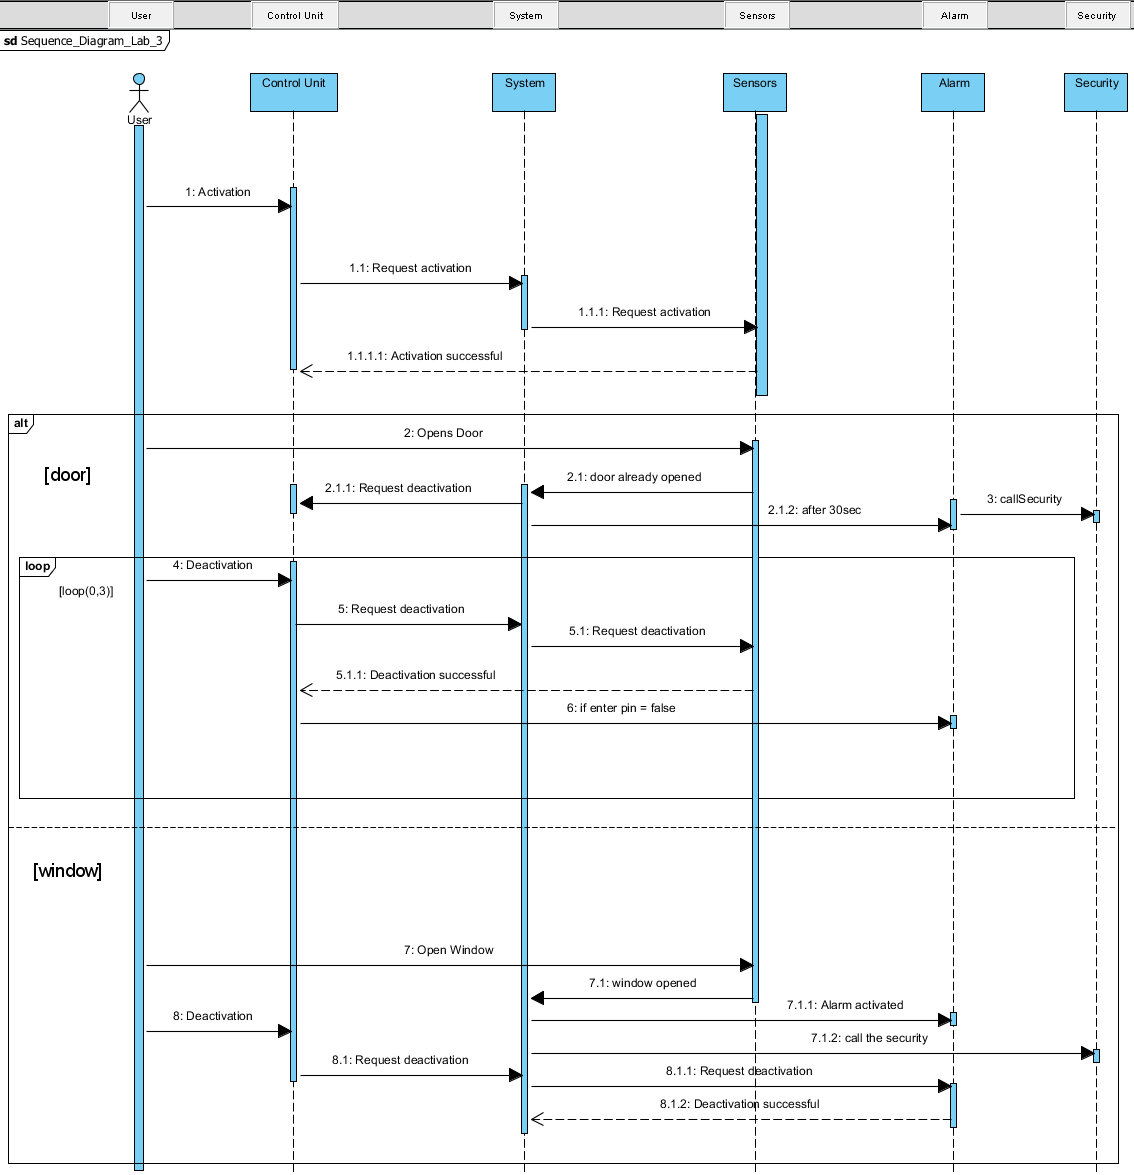 User
Control Unit
System
Sensors
Alarm
Security
sd Sequence_Diagram_Lab_3
Control Unit
System
Sensors
Alarm
Security
User
1: Activation
1.1: Request activation
1.1.1: Request activation
1.1.1.1: Activation successful
alt
2: Opens Door
[door]
2.1: door already opened
2.1.1: Request deactivation
3: callSecurity
2.1.2: after 30sec
loop
4: Deactivation
[loop(0,3)]
5: Request deactivation
5.1: Request deactivation
5.1.1: Deactivation successful
6: if enter pin = false
[window]
7: Open Window
7.1: window opened
7.1.1: Alarm activated
8: Deactivation
7.1.2: call the security
8.1: Request deactivation
8.1.1: Request deactivation
8.1.2: Deactivation successful